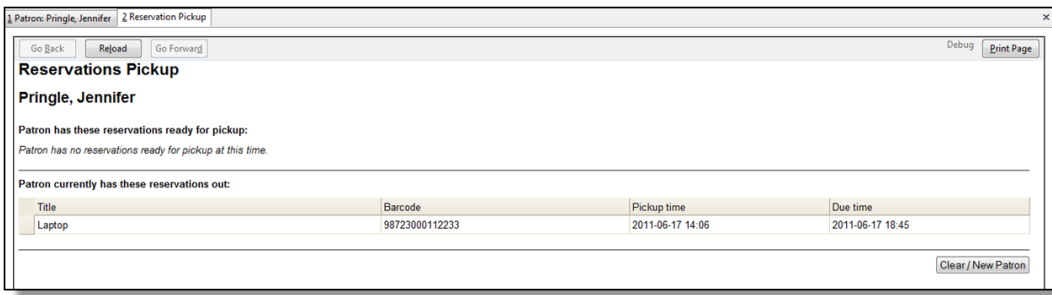 1 Patron: Pringle, Jennifer 2 Reservation Pickup x
Go Back Reload Go Forward Debug Print Page
Reservations Pickup
Pringle, Jennifer
Patron has these reservations ready for pickup:
Patron has no reservations ready for pickup at this time.
Patron currently has these reservations out:
Title Barcode Pickup time Due time
Laptop 98723000112233 2011-06-17 14:06 2011-06-17 18:45
Clear / New Patron